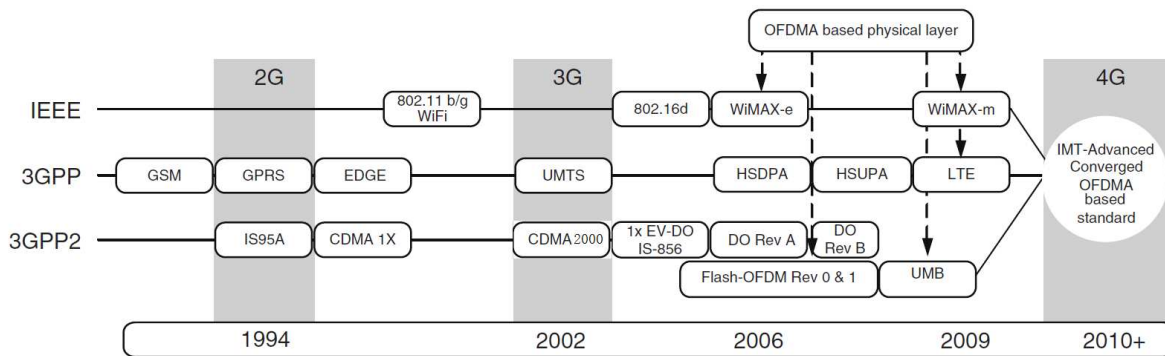 OFDMA based physical layer
2G
3G
4G
IEEE
802.11 b/g
WiFi
802.16d
WiMAX-e
WiMAX-m
3GPP
GSM
GPRS
EDGE
UMTS
HSDPA
HSUPA
LTE
IMT-Advanced
Converged
OFDMA
based
standard
3GPP2
IS95A
CDMA 1X
CDMA2000
1x EV-DO
IS-856
DO Rev A
DO
Rev B
Flash-OFDM Rev 0 & 1
UMB
1994
2002
2006
2009
2010+